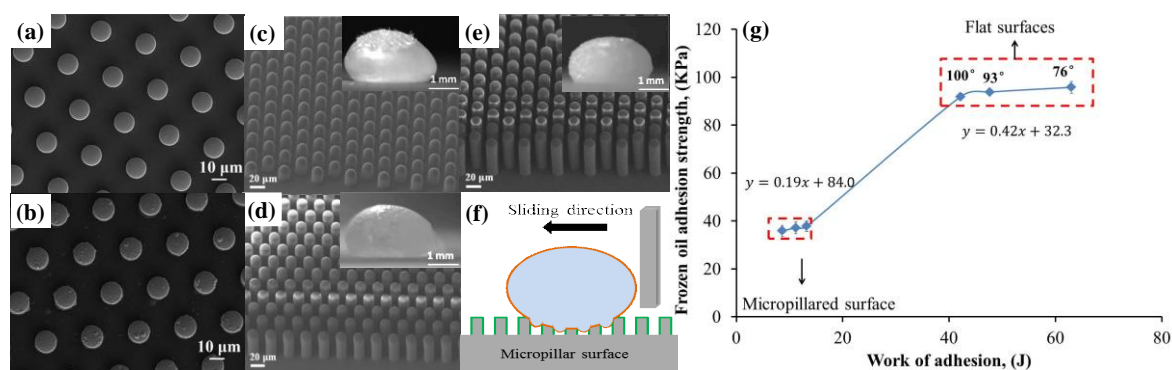 (a)
10 µm
(b)
10 µm
(c)
1 mm
20 µm
(d)
1 mm
20 µm
(e)
1 mm
20 µm
(f)
Sliding direction
Micropillar surface
(g)
Flat surfaces
100° 93° 76°
y = 0.42x + 32.3
y = 0.19x + 84.0
Micropillared surface
Frozen oil adhesion strength, (KPa)
120
100
80
60
40
20
0
0 20 40 60 80
Work of adhesion, (J)